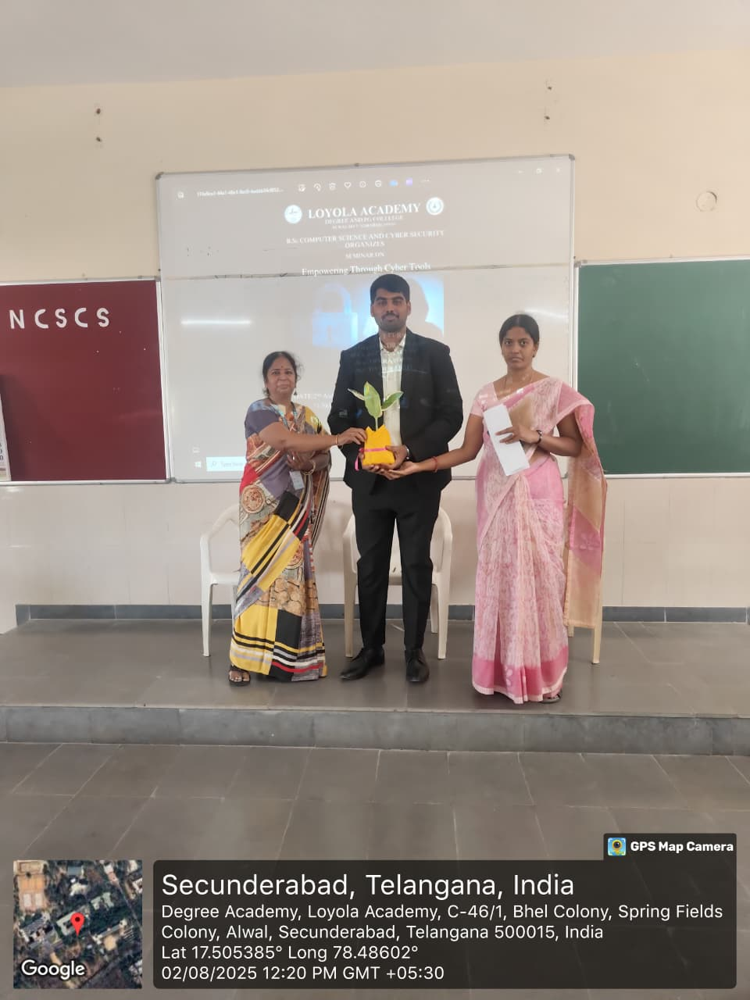 LOYOLA ACADEMY
DEGREE AND PG COLLEGE
B.Sc COMPUTER SCIENCE AND CYBER SECURITY
ORGANIZES
SEMINAR ON
Empowering Through Cyber Tools
NCSCS
GPS Map Camera
Secunderabad, Telangana, India
Degree Academy, Loyola Academy, C-46/1, Bhel Colony, Spring Fields
Colony, Alwal, Secunderabad, Telangana 500015, India
Lat 17.505385° Long 78.48602°
02/08/2025 12:20 PM GMT +05:30
Google